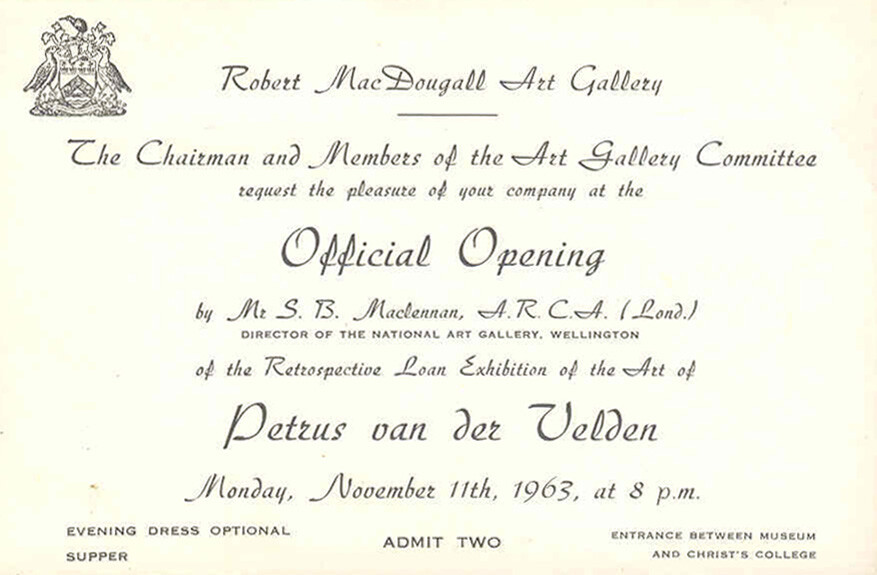 Robert MacDougall Art Gallery
The Chairman and Members of the Art Gallery Committee
request the pleasure of your company at the
Official Opening
by Mr S. B. Maclennan, A.R.C.A. (Lond.)
DIRECTOR OF THE NATIONAL ART GALLERY, WELLINGTON
of the Retrospective Loan Exhibition of the Art of
Petrus van der Velden
Monday, November 11th, 1963, at 8 p.m.
EVENING DRESS OPTIONAL
SUPPER
ADMIT TWO
ENTRANCE BETWEEN MUSEUM
AND CHRIST'S COLLEGE